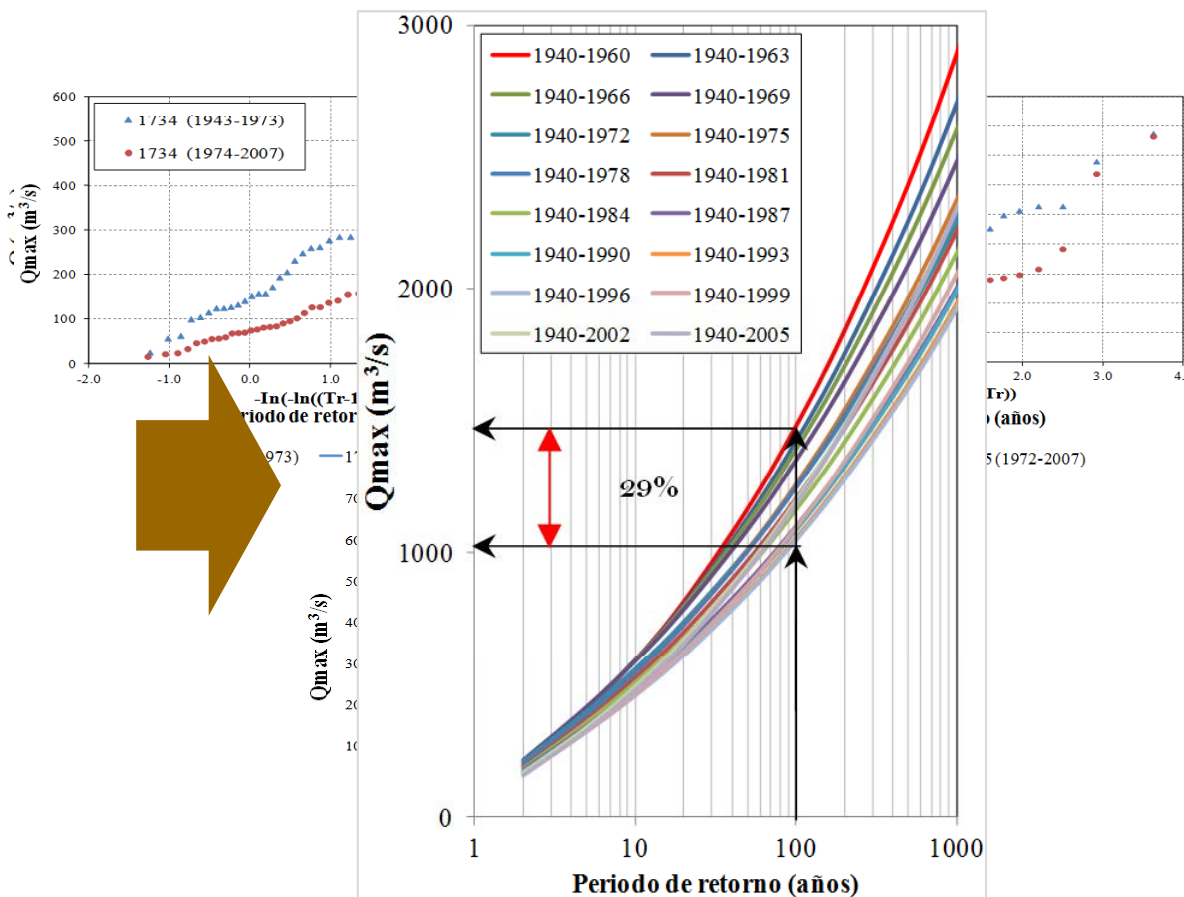 3000
2000
1000
0
1
10
100
1000
Qmax (m³/s)
Periodo de retorno (años)
1940-1960 1940-1963
1940-1966 1940-1969
1940-1972 1940-1975
1940-1978 1940-1981
1940-1984 1940-1987
1940-1990 1940-1993
1940-1996 1940-1999
1940-2002 1940-2005
29%
600
500
400
300
200
100
0
-2.0 -1.0 0.0 1.0
Qmax (m³/s)
1734 (1943-1973)
1734 (1974-2007)
-ln(-ln((Tr-1
riodo de retor
973)
Qmax (m³/s)
2.0 3.0 4.
Tr))
(años)
(1972-2007)